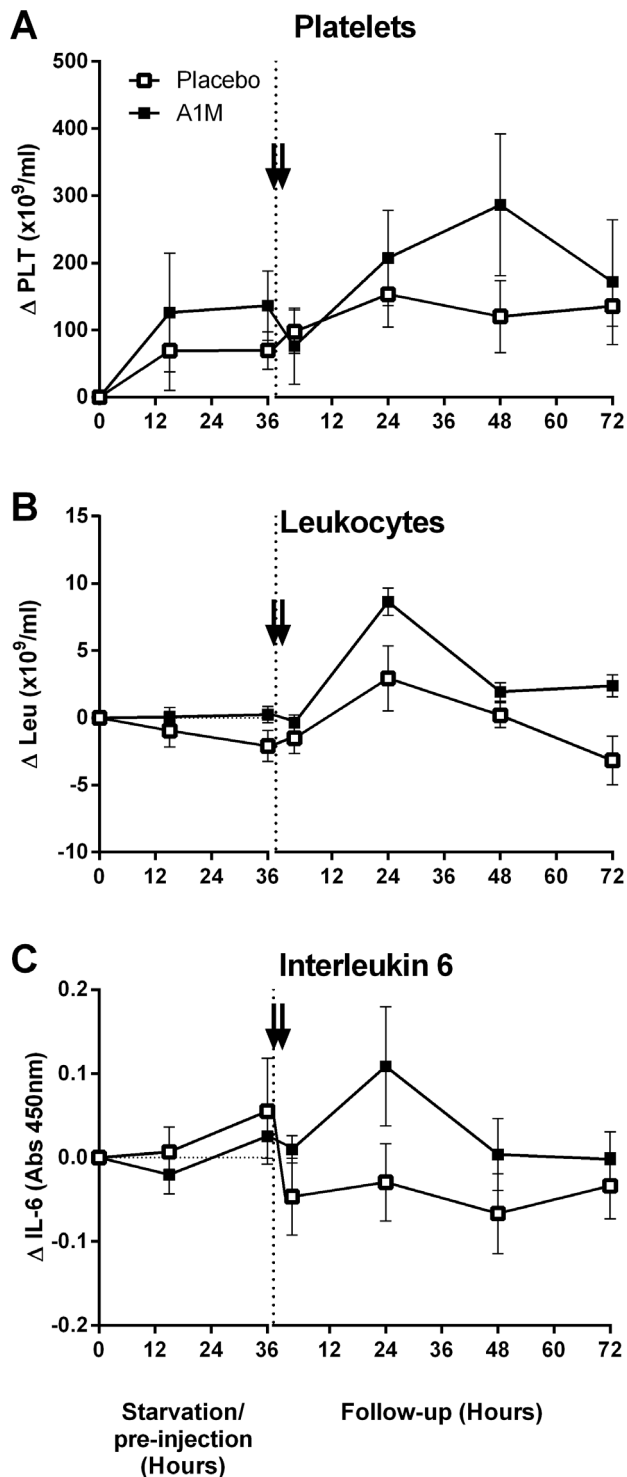 A
Platelets
500
Placebo
A1M
400
300
200
100
0
Δ PLT (x10⁹/ml)
0 12 24 36 12 24 36 48 60 72
B
Leukocytes
15
10
5
0
-5
-10
Δ Leu (x10⁹/ml)
0 12 24 36 12 24 36 48 60 72
C
Interleukin 6
0.2
0.1
0.0
-0.1
-0.2
Δ IL-6 (Abs 450nm)
0 12 24 36 12 24 36 48 60 72
Starvation/
pre-injection
(Hours)
Follow-up (Hours)